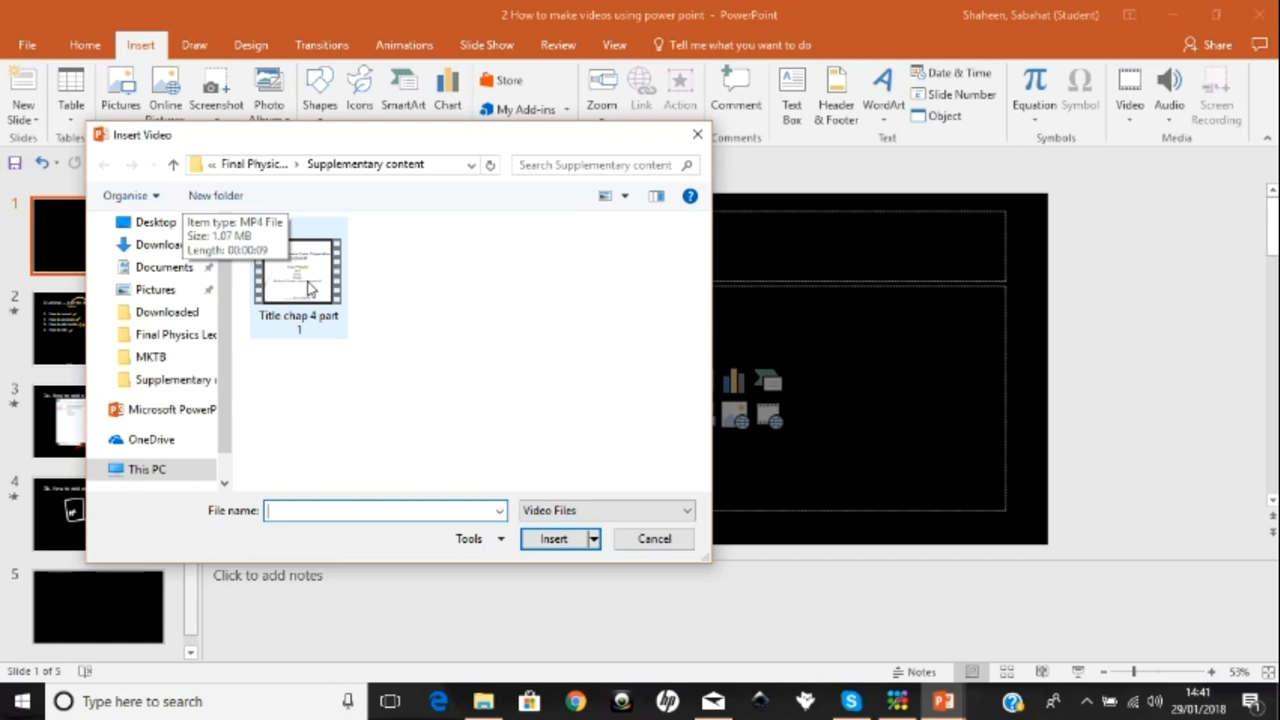 2 How to make videos using power point - PowerPoint
Shaheen, Sabahat (Student)
File
Home
Insert
Draw
Design
Transitions
Animations
Slide Show
Review
View
Tell me what you want to do
Share
New Slide
Table
Pictures
Online Pictures
Screenshot
Photo Album
Shapes
Icons
SmartArt
Chart
Store
My Add-ins
Zoom
Link
Action
Comment
Text Box
Header & Footer
WordArt
Date & Time
Slide Number
Object
Equation
Symbol
Video
Audio
Screen Recording
Slides
Tables
Comments
Text
Symbols
Media
Insert Video
« Final Physic... › Supplementary content
Search Supplementary content
Organise
New folder
Desktop
Item type: MP4 File
Size: 1.07 MB
Length: 00:00:09
Documents
Pictures
Downloaded
Final Physics Lec
MKTB
Supplementary
Microsoft PowerP
OneDrive
This PC
Title chap 4 part
1
File name:
Video Files
Tools
Insert
Cancel
1
2
3
4
5
Click to add notes
Slide 1 of 5
Notes
53%
Type here to search
14:41
29/01/2018